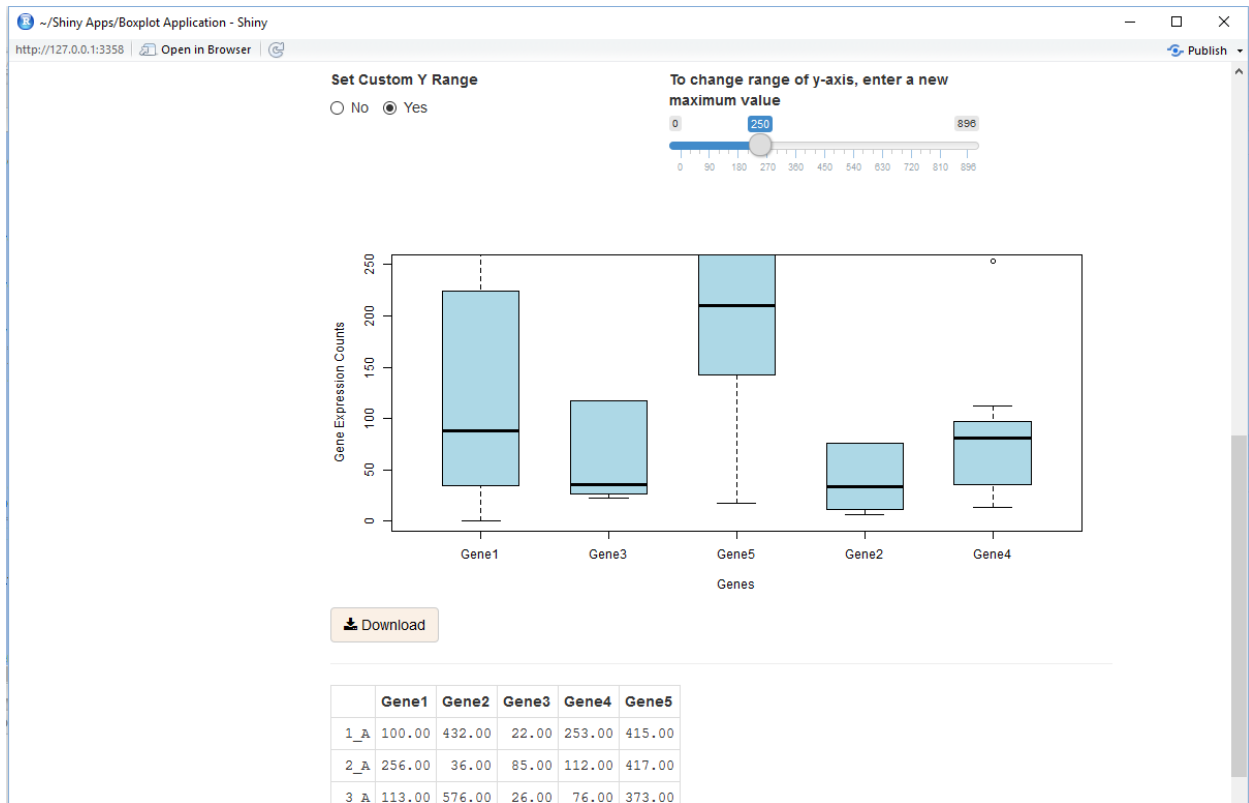 ~/Shiny Apps/Boxplot Application - Shiny
http://127.0.0.1:3358 Open in Browser Publish
Set Custom Y Range
No Yes
To change range of y-axis, enter a new
maximum value
0 250 896
0 90 180 270 360 450 540 630 720 810 896
Gene Expression Counts
250
200
150
100
50
0
Gene1 Gene3 Gene5 Gene2 Gene4
Genes
Download
Gene1 Gene2 Gene3 Gene4 Gene5
1_A 100.00 432.00 22.00 253.00 415.00
2_A 256.00 36.00 85.00 112.00 417.00
3_A 113.00 576.00 26.00 76.00 373.00